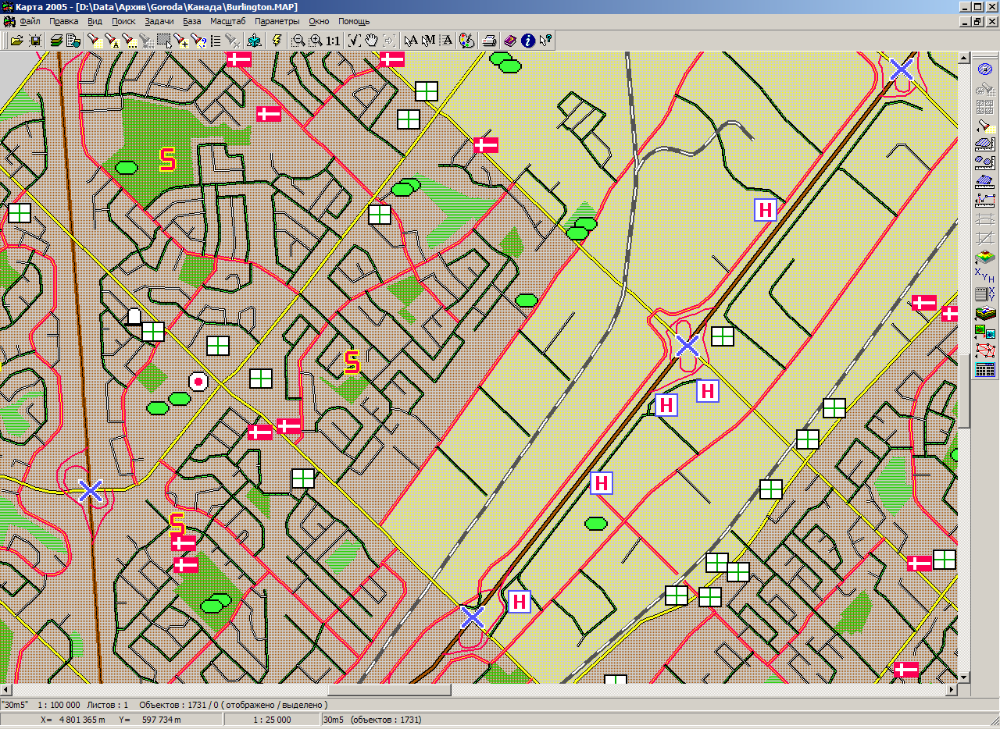 Карта 2005 - [D:\Data\Архив\Goroda\Канада\Burlington.MAP]
Файл Правка Вид Поиск Задачи База Масштаб Параметры Окно Помощь
A ? 1:1 A M A i ?
S
H
S
H
H
H
S
H
X Y H
X Y
"30m5" 1 : 100 000 Листов : 1 Объектов : 1731 / 0 ( отображено / выделено )
X= 4 801 365 m Y= 597 734 m 1 : 25 000 30m5 (объектов : 1731)